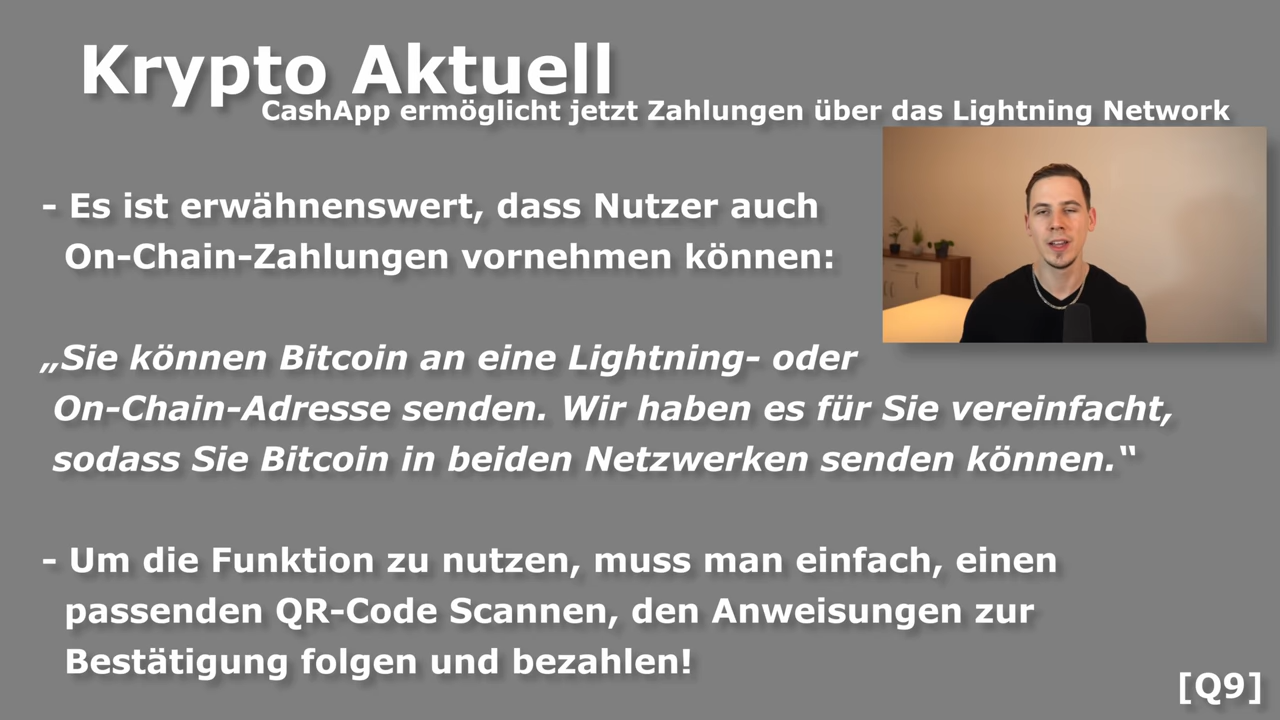 Krypto Aktuell
CashApp ermöglicht jetzt Zahlungen über das Lightning Network
- Es ist erwähnenswert, dass Nutzer auch
On-Chain-Zahlungen vornehmen können:
„Sie können Bitcoin an eine Lightning- oder
On-Chain-Adresse senden. Wir haben es für Sie vereinfacht,
sodass Sie Bitcoin in beiden Netzwerken senden können.“
- Um die Funktion zu nutzen, muss man einfach, einen
passenden QR-Code Scannen, den Anweisungen zur
Bestätigung folgen und bezahlen!
[Q9]